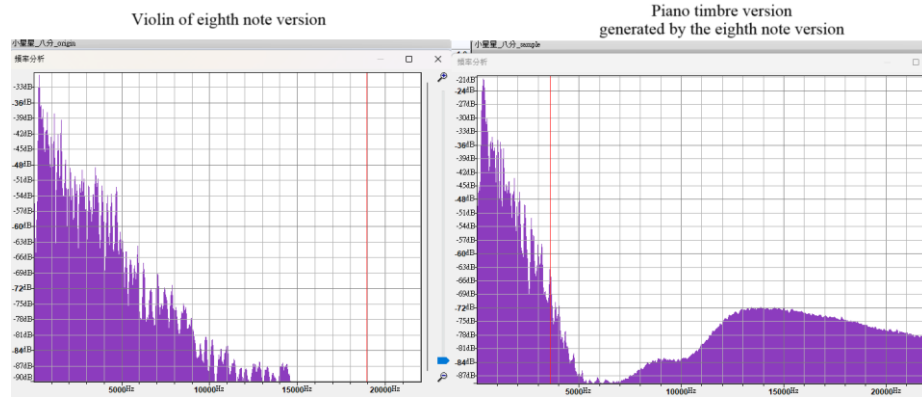 Violin of eighth note version
Piano timbre version
generated by the eighth note version
小星星_八分_origin
頻率分析
-33dB
-36dB
-39dB
-42dB
-45dB
-48dB
-51dB
-54dB
-57dB
-60dB
-63dB
-66dB
-69dB
-72dB
-75dB
-78dB
-81dB
-84dB
-87dB
-90dB
5000Hz
10000Hz
15000Hz
20000Hz
小星星_八分_sample
頻率分析
-21dB
-24dB
-27dB
-30dB
-33dB
-36dB
-39dB
-42dB
-45dB
-48dB
-51dB
-54dB
-57dB
-60dB
-63dB
-66dB
-69dB
-72dB
-75dB
-78dB
-81dB
-84dB
-87dB
5000Hz
10000Hz
15000Hz
20000Hz